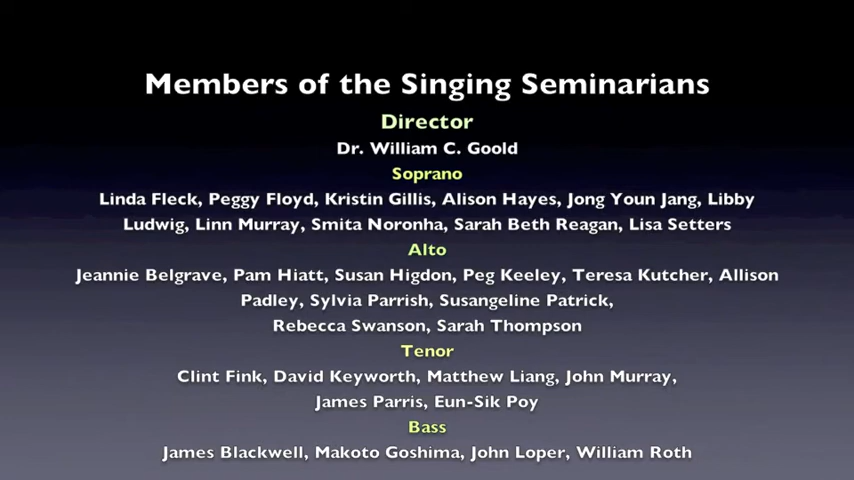 Members of the Singing Seminarians
Director
Dr. William C. Goold
Soprano
Linda Fleck, Peggy Floyd, Kristin Gillis, Alison Hayes, Jong Youn Jang, Libby
Ludwig, Linn Murray, Smita Noronha, Sarah Beth Reagan, Lisa Setters
Alto
Jeannie Belgrave, Pam Hiatt, Susan Higdon, Peg Keeley, Teresa Kutcher, Allison
Padley, Sylvia Parrish, Susangeline Patrick,
Rebecca Swanson, Sarah Thompson
Tenor
Clint Fink, David Keyworth, Matthew Liang, John Murray,
James Parris, Eun-Sik Poy
Bass
James Blackwell, Makoto Goshima, John Loper, William Roth